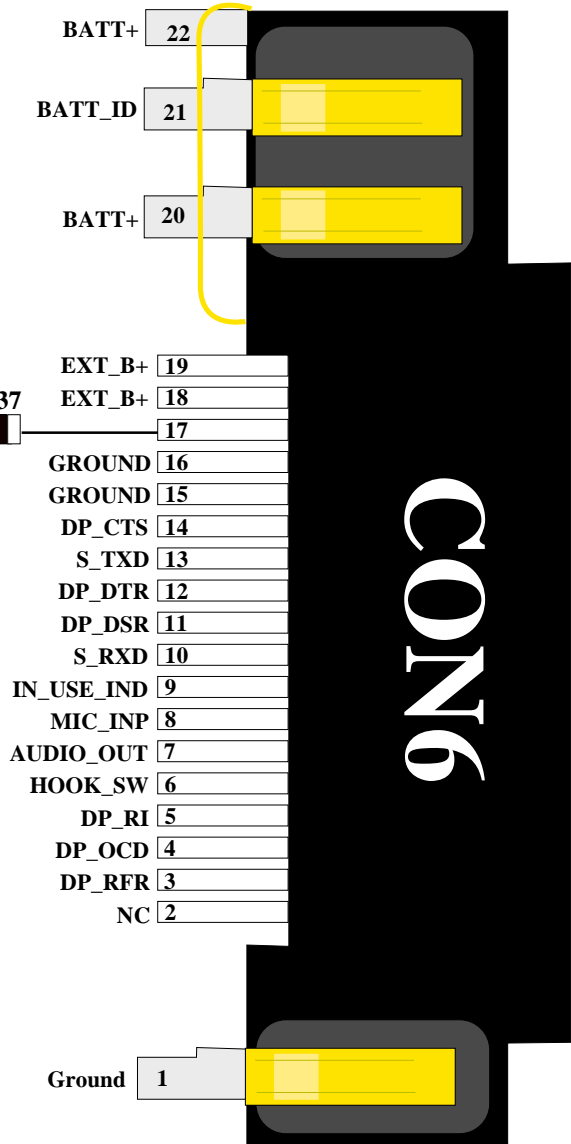 BATT+ 22
BATT_ID 21
BATT+ 20
EXT_B+ 19
37
EXT_B+ 18
17
GROUND 16
GROUND 15
DP_CTS 14
S_TXD 13
DP_DTR 12
DP_DSR 11
S_RXD 10
IN_USE_IND 9
MIC_INP 8
AUDIO_OUT 7
HOOK_SW 6
DP_RI 5
DP_OCD 4
DP_RFR 3
NC 2
Ground 1
CON6